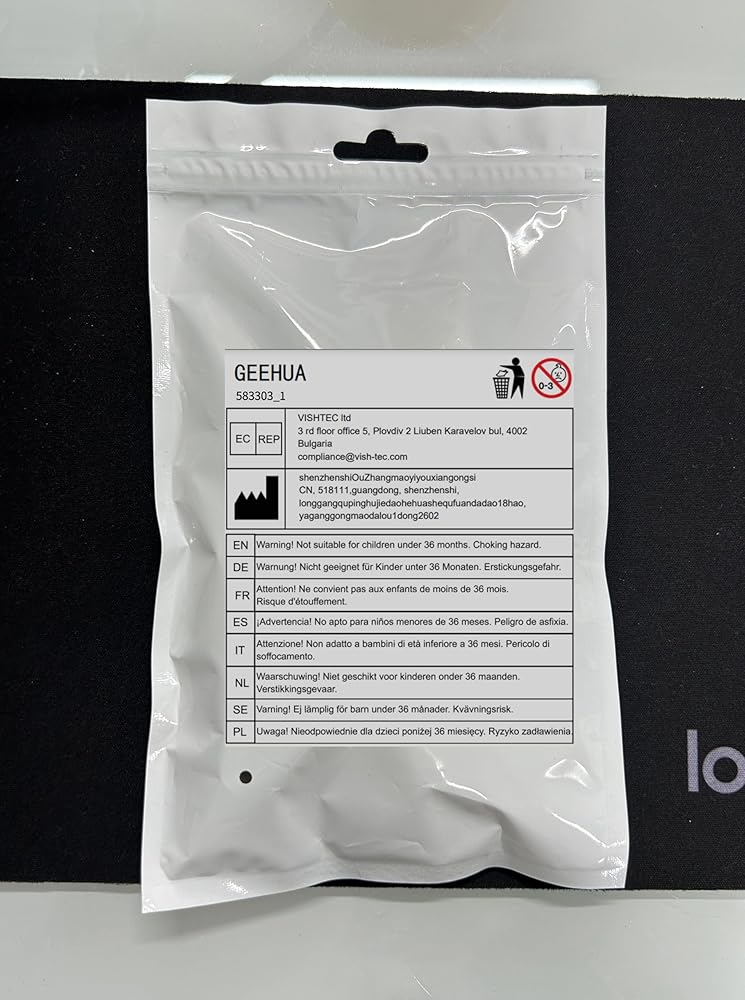 GEEHUA
583303_1
0-3
EC REP
VISHTEC ltd
3 rd floor office 5, Plovdiv 2 Liuben Karavelov bul, 4002
Bulgaria
compliance@vish-tec.com
shenzhenshiOuZhangmaoyiyouxiangongsi
CN, 518111,guangdong, shenzhenshi,
longgangqupinghujiedaohehuashequfuandadao18hao,
yaganggongmaodalou1dong2602
EN Warning! Not suitable for children under 36 months. Choking hazard.
DE Warnung! Nicht geeignet für Kinder unter 36 Monaten. Erstickungsgefahr.
FR Attention! Ne convient pas aux enfants de moins de 36 mois.
Risque d'étouffement.
ES ¡Advertencia! No apto para niños menores de 36 meses. Peligro de asfixia.
IT Attenzione! Non adatto a bambini di età inferiore a 36 mesi. Pericolo di
soffocamento.
NL Waarschuwing! Niet geschikt voor kinderen onder 36 maanden.
Verstikkingsgevaar.
SE Varning! Ej lämplig för barn under 36 månader. Kvävningsrisk.
PL Uwaga! Nieodpowiednie dla dzieci poniżej 36 miesięcy. Ryzyko zadławienia.
lo